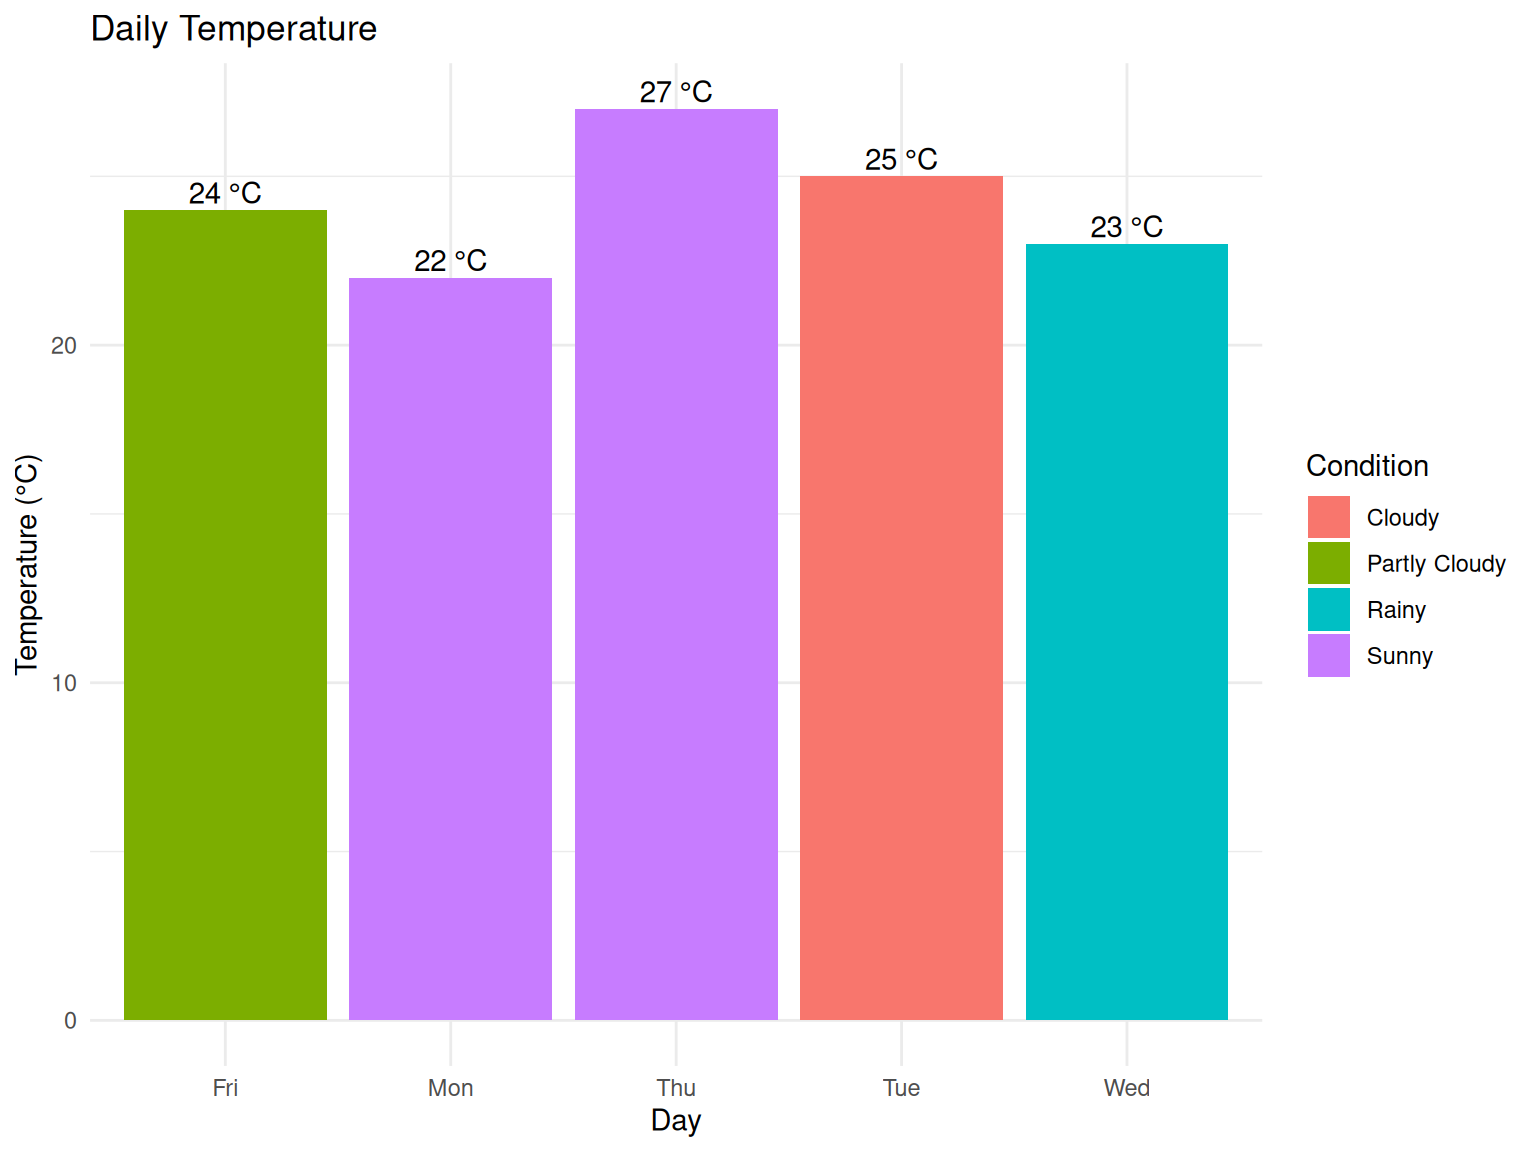 Daily Temperature
27 °C
25 °C
24 °C
23 °C
22 °C
20
10
0
Temperature (°C)
Fri
Mon
Thu
Tue
Wed
Day
Condition
Cloudy
Partly Cloudy
Rainy
Sunny